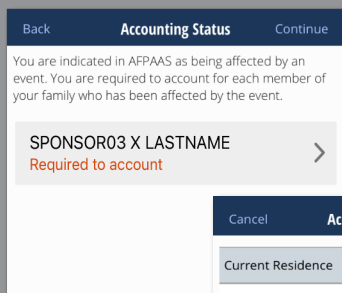 Back Accounting Status Continue
You are indicated in AFPAAS as being affected by an
event. You are required to account for each member of
your family who has been affected by the event.
SPONSOR03 X LASTNAME
Required to account
Cancel Ac
Current Residence